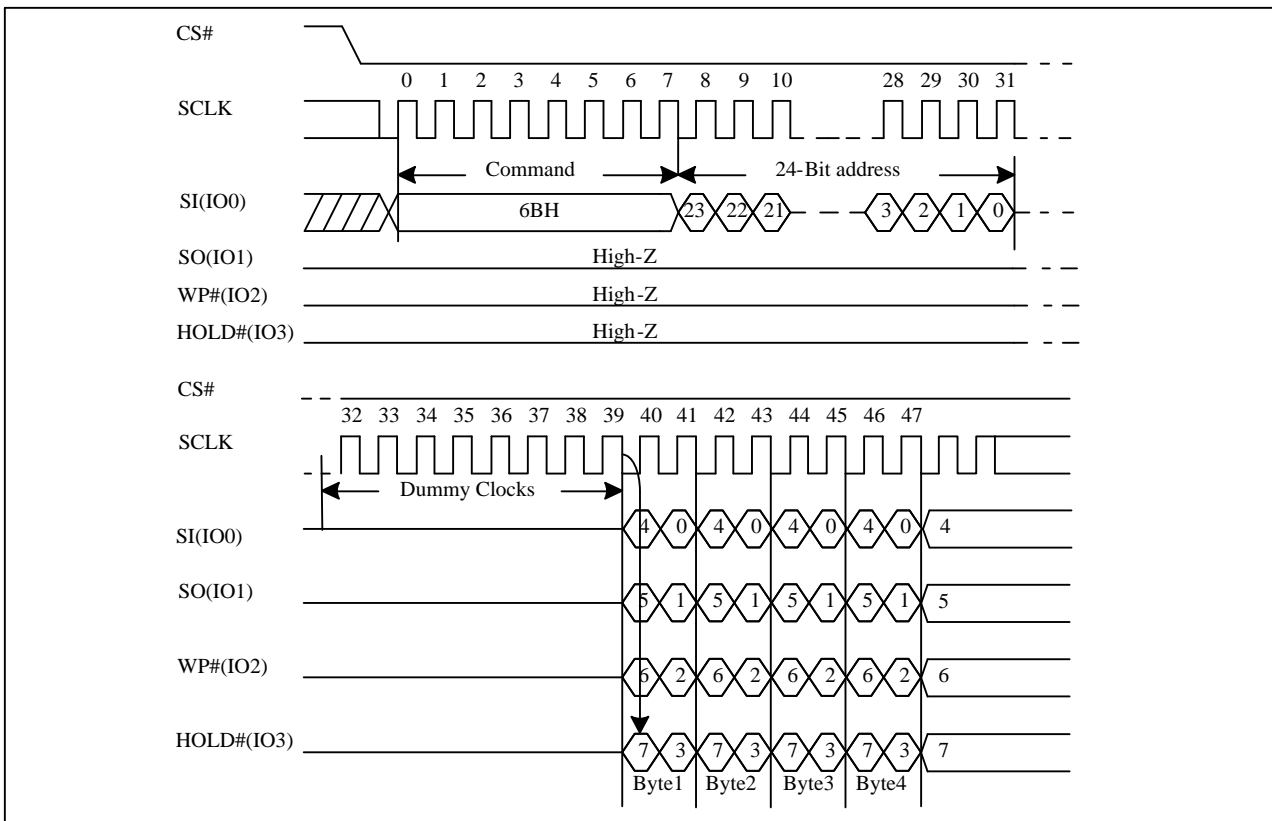 CS#
0 1 2 3 4 5 6 7 8 9 10 28 29 30 31
SCLK
Command 24-Bit address
SI(IO0) 6BH 23 22 21 3 2 1 0
SO(IO1) High-Z
WP#(IO2) High-Z
HOLD#(IO3) High-Z
CS#
32 33 34 35 36 37 38 39 40 41 42 43 44 45 46 47
SCLK
Dummy Clocks
SI(IO0) 4 0 4 0 4 0 4 0 4
SO(IO1) 5 1 5 1 5 1 5 1 5
WP#(IO2) 6 2 6 2 6 2 6 2 6
HOLD#(IO3) 7 3 7 3 7 3 7 3 7
Byte1 Byte2 Byte3 Byte4